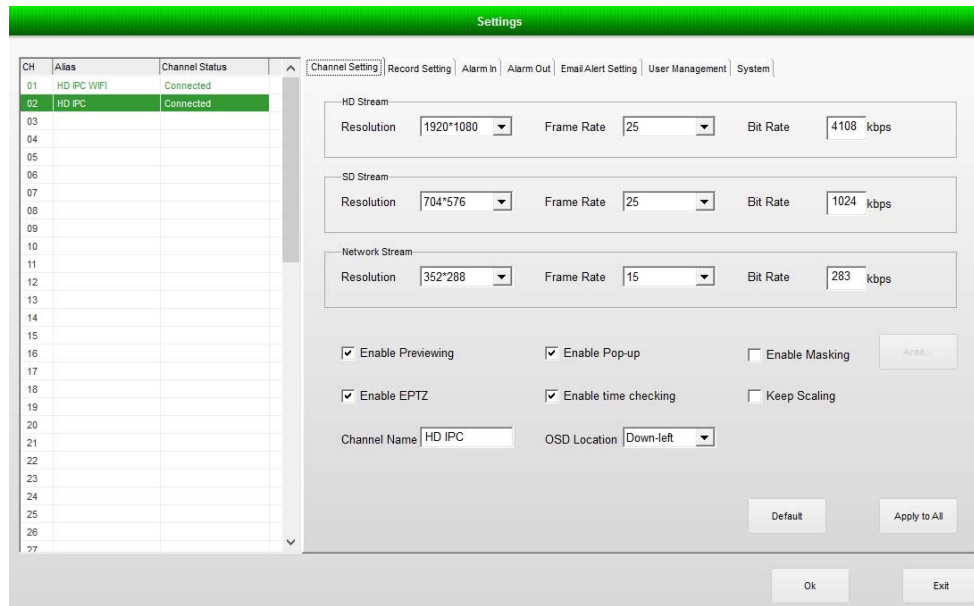 Settings
CH Alias Channel Status
01 HD IPC WIFI Connected
02 HD IPC Connected
03
04
05
06
07
08
09
10
11
12
13
14
15
16
17
18
19
20
21
22
23
24
25
26
27
Channel Setting Record Setting Alarm In Alarm Out Email Alert Setting User Management System
HD Stream
Resolution 1920*1080 Frame Rate 25 Bit Rate 4108 kbps
SD Stream
Resolution 704*576 Frame Rate 25 Bit Rate 1024 kbps
Network Stream
Resolution 352*288 Frame Rate 15 Bit Rate 283 kbps
Enable Previewing Enable Pop-up Enable Masking Area...
Enable EPTZ Enable time checking Keep Scaling
Channel Name HD IPC OSD Location Down-left
Default Apply to All
Ok Exit